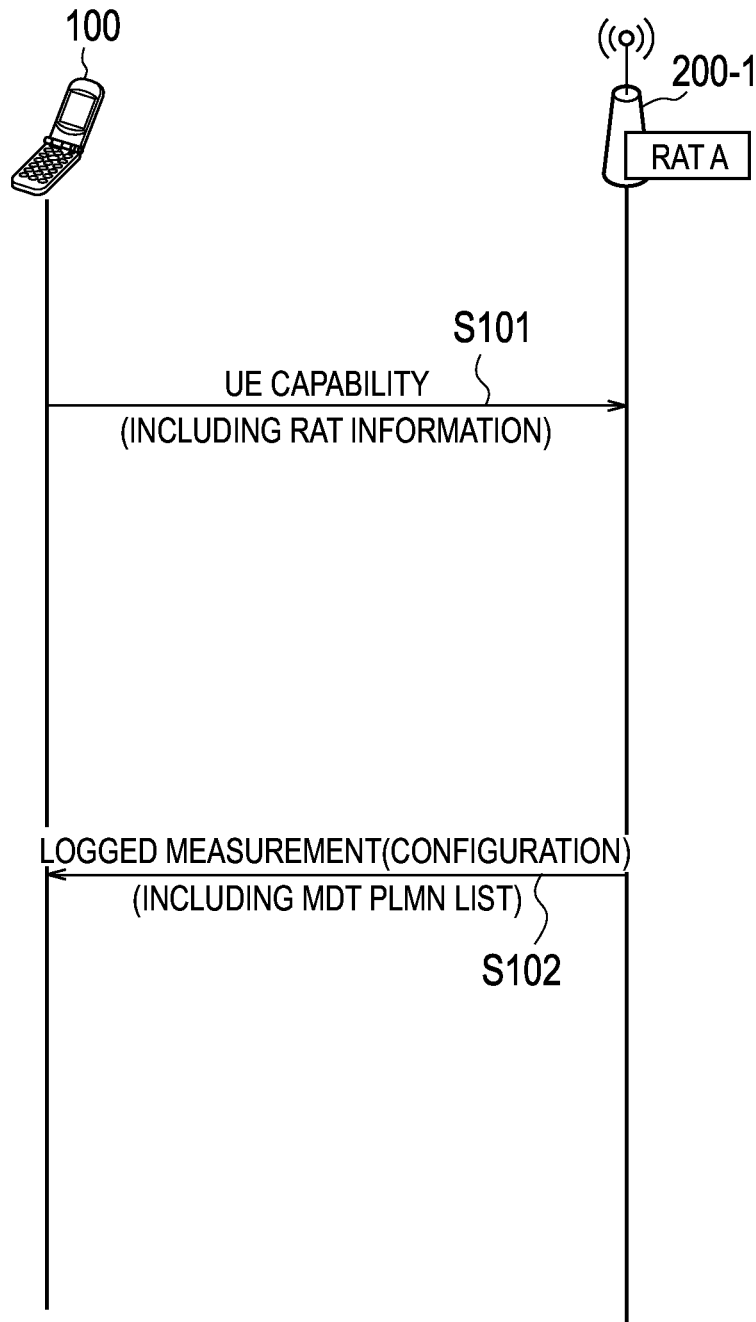 100
200-1
RAT A
S101
UE CAPABILITY
(INCLUDING RAT INFORMATION)
LOGGED MEASUREMENT(CONFIGURATION)
(INCLUDING MDT PLMN LIST)
S102